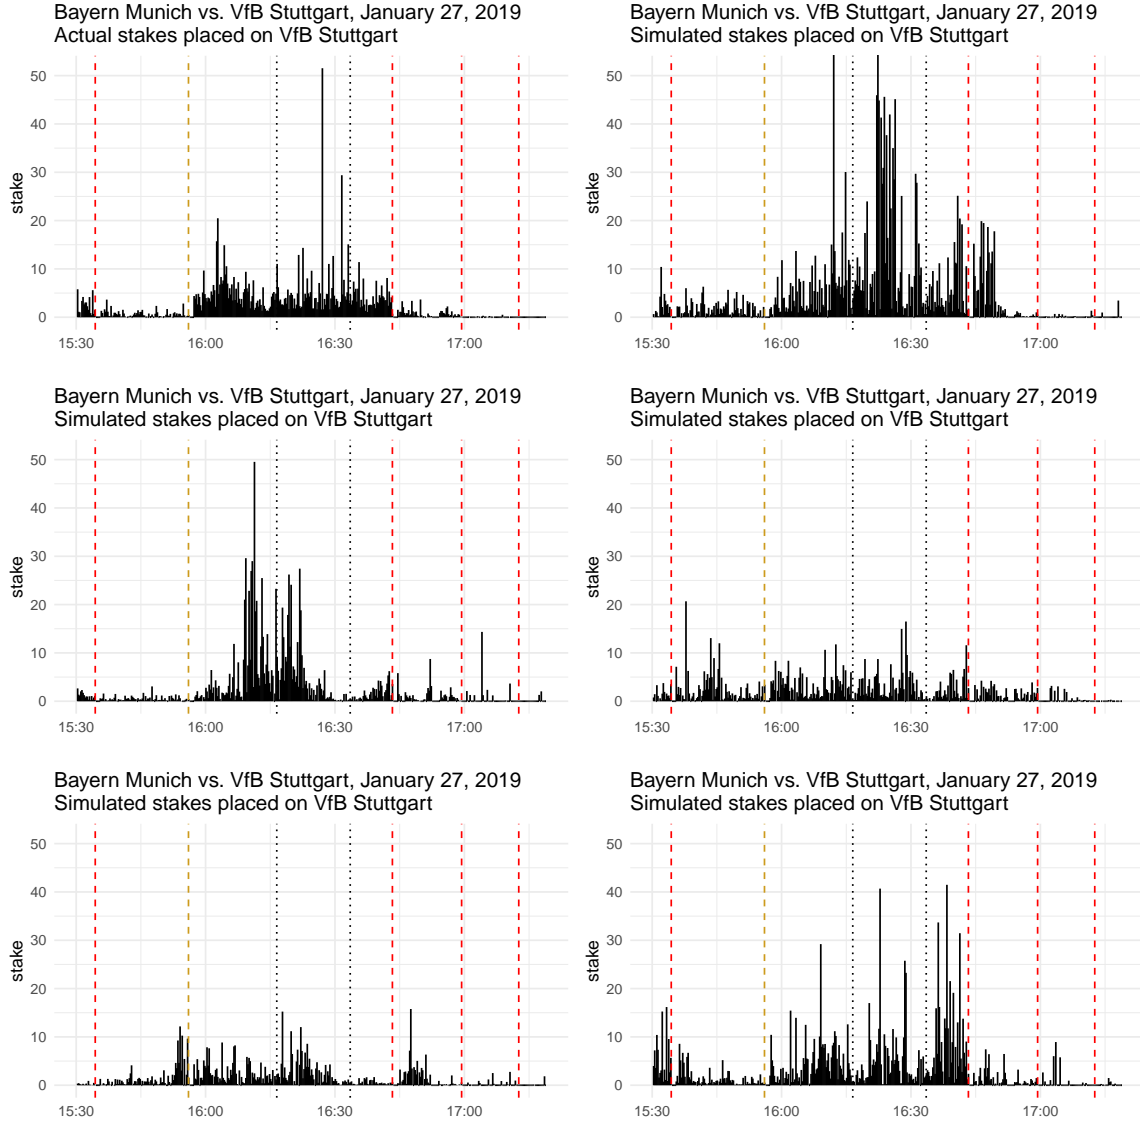 Bayern Munich vs. VfB Stuttgart, January 27, 2019
Actual stakes placed on VfB Stuttgart
50
40
30
20
10
0
stake
15:30 16:00 16:30 17:00
Bayern Munich vs. VfB Stuttgart, January 27, 2019
Simulated stakes placed on VfB Stuttgart
50
40
30
20
10
0
stake
15:30 16:00 16:30 17:00
Bayern Munich vs. VfB Stuttgart, January 27, 2019
Simulated stakes placed on VfB Stuttgart
50
40
30
20
10
0
stake
15:30 16:00 16:30 17:00
Bayern Munich vs. VfB Stuttgart, January 27, 2019
Simulated stakes placed on VfB Stuttgart
50
40
30
20
10
0
stake
15:30 16:00 16:30 17:00
Bayern Munich vs. VfB Stuttgart, January 27, 2019
Simulated stakes placed on VfB Stuttgart
50
40
30
20
10
0
stake
15:30 16:00 16:30 17:00
Bayern Munich vs. VfB Stuttgart, January 27, 2019
Simulated stakes placed on VfB Stuttgart
50
40
30
20
10
0
stake
15:30 16:00 16:30 17:00